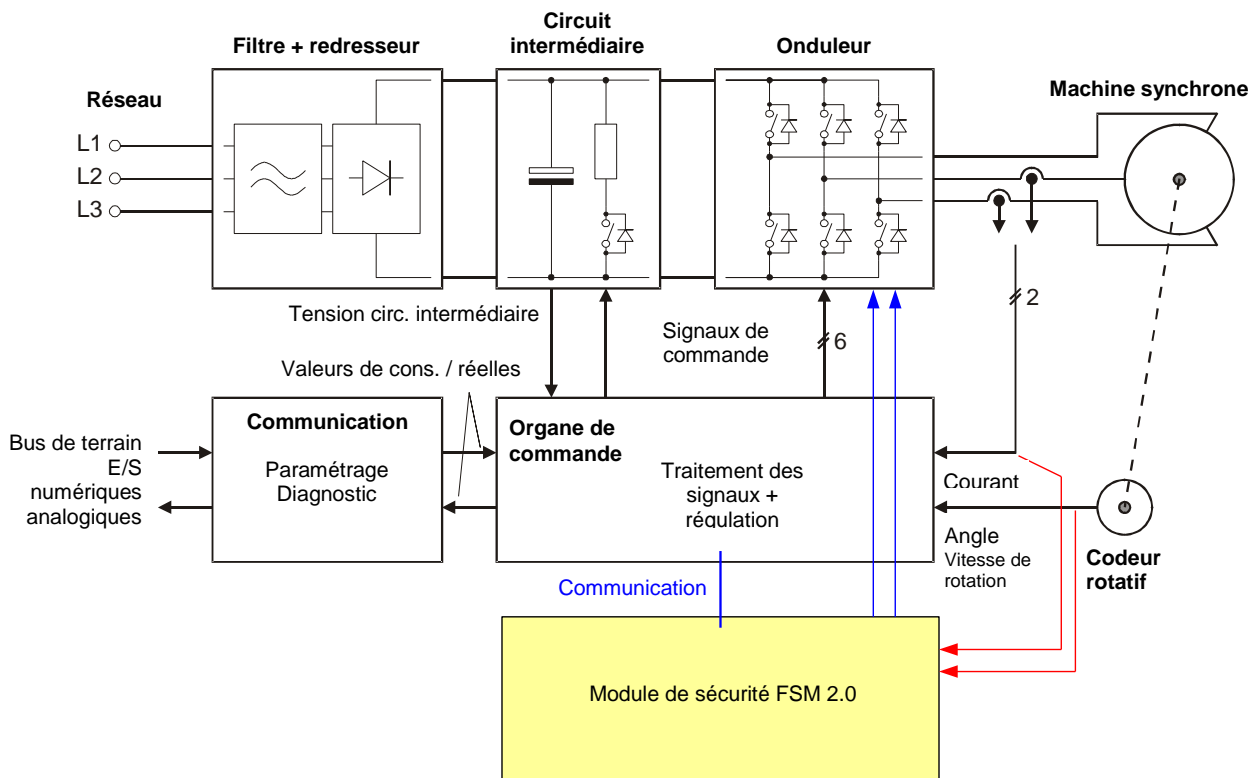 Circuit
intermédiaire
Filtre + redresseur
Onduleur
Machine synchrone
Réseau
L1
L2
L3
Tension circ. intermédiaire
Signaux de
commande
6
2
Valeurs de cons. / réelles
Communication
Paramétrage
Diagnostic
Bus de terrain
E/S
numériques
analogiques
Organe de
commande
Traitement des
signaux +
régulation
Courant
Angle
Vitesse de
rotation
Codeur
rotatif
Communication
Module de sécurité FSM 2.0